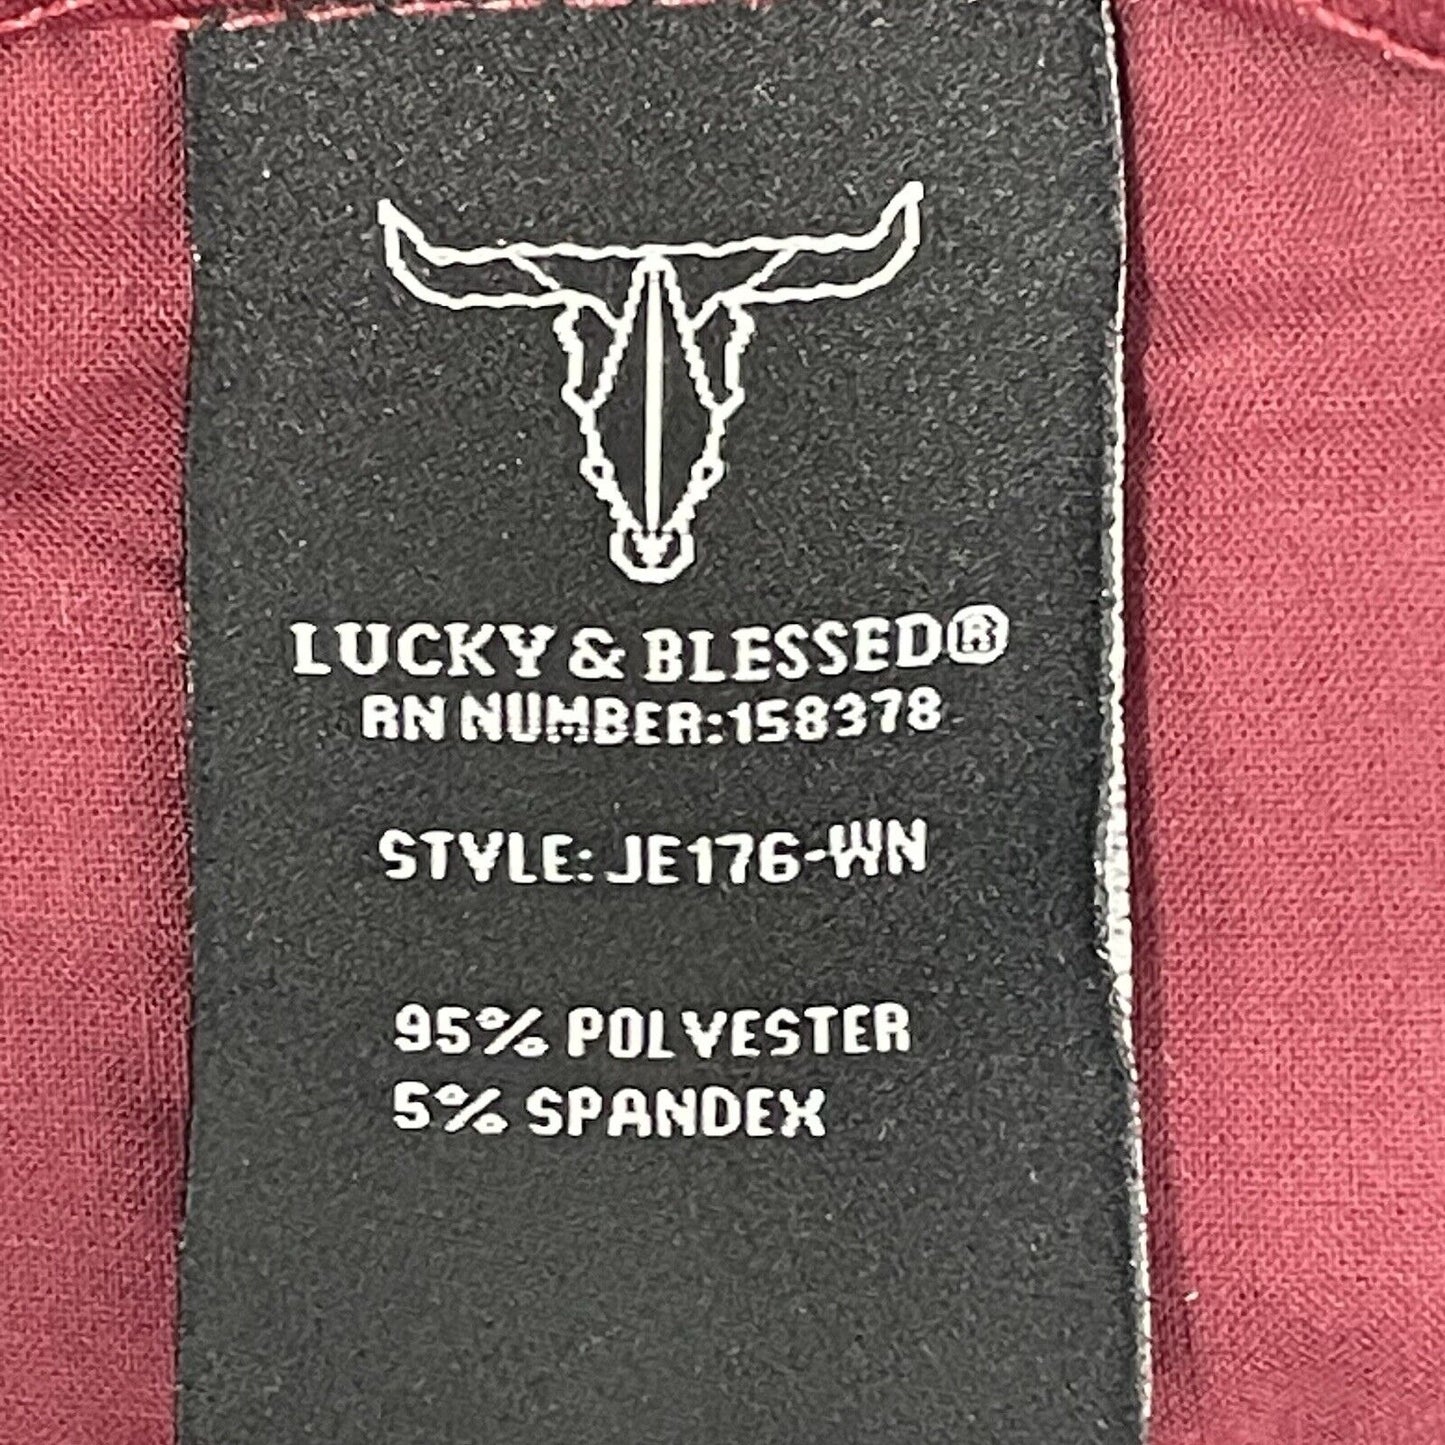 LUCKY & BLESSED®
RN NUMBER:158378
STYLE: JE176-WN
95% POLYESTER
5% SPANDEX